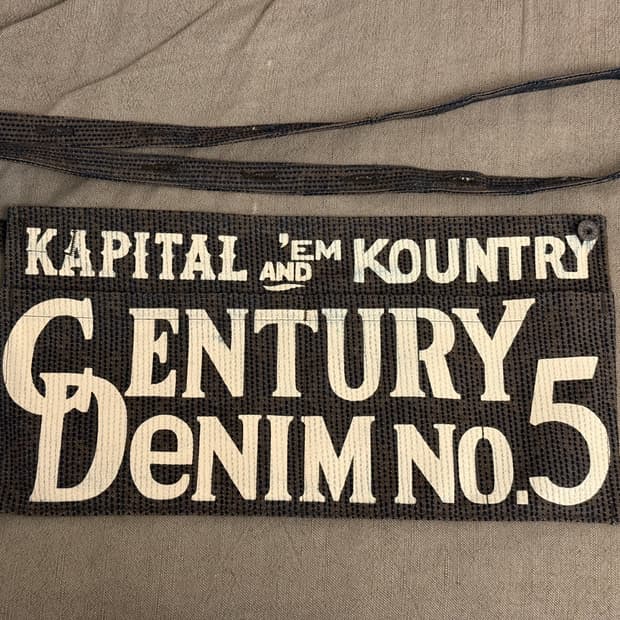 KAPITAL AND 'EM KOUNTRY
CENTURY
DeNIM NO. 5